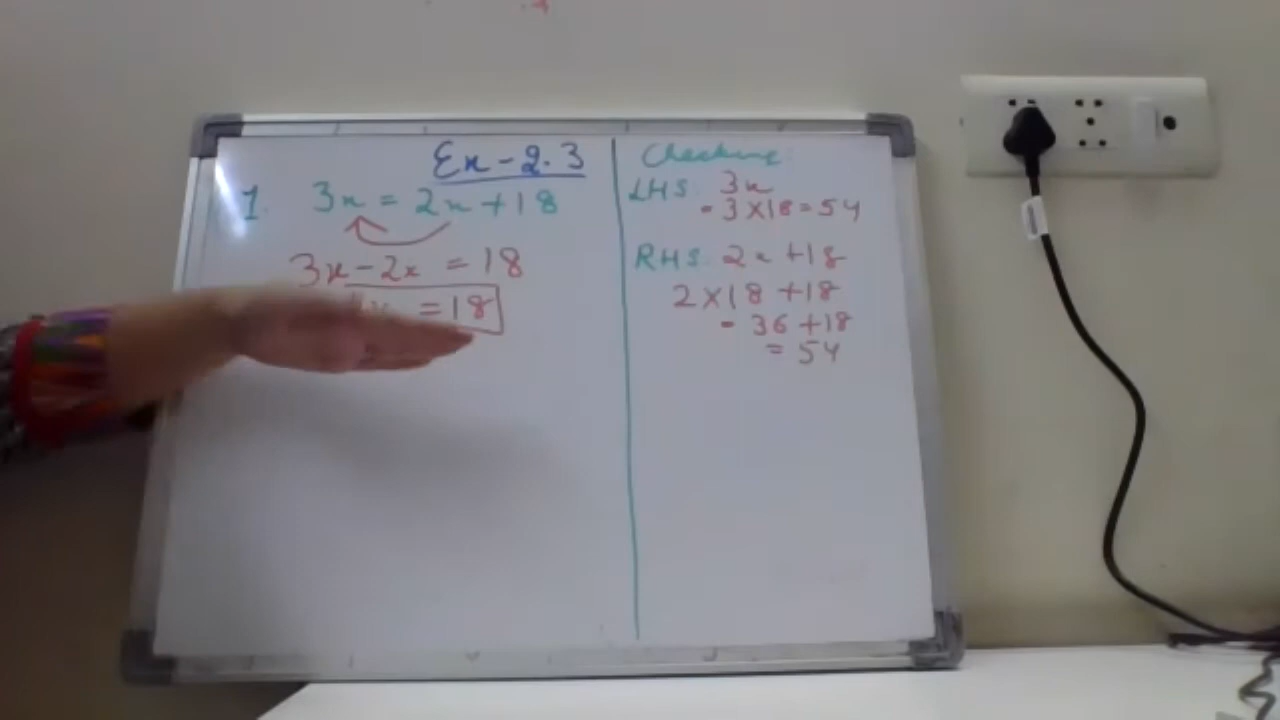 Ex-2.3
1. 3x = 2x+18
3x-2x = 18
x = 18
Checking
LHS. 3x
= 3×18=54
RHS. 2x+18
2×18+18
= 36+18
= 54